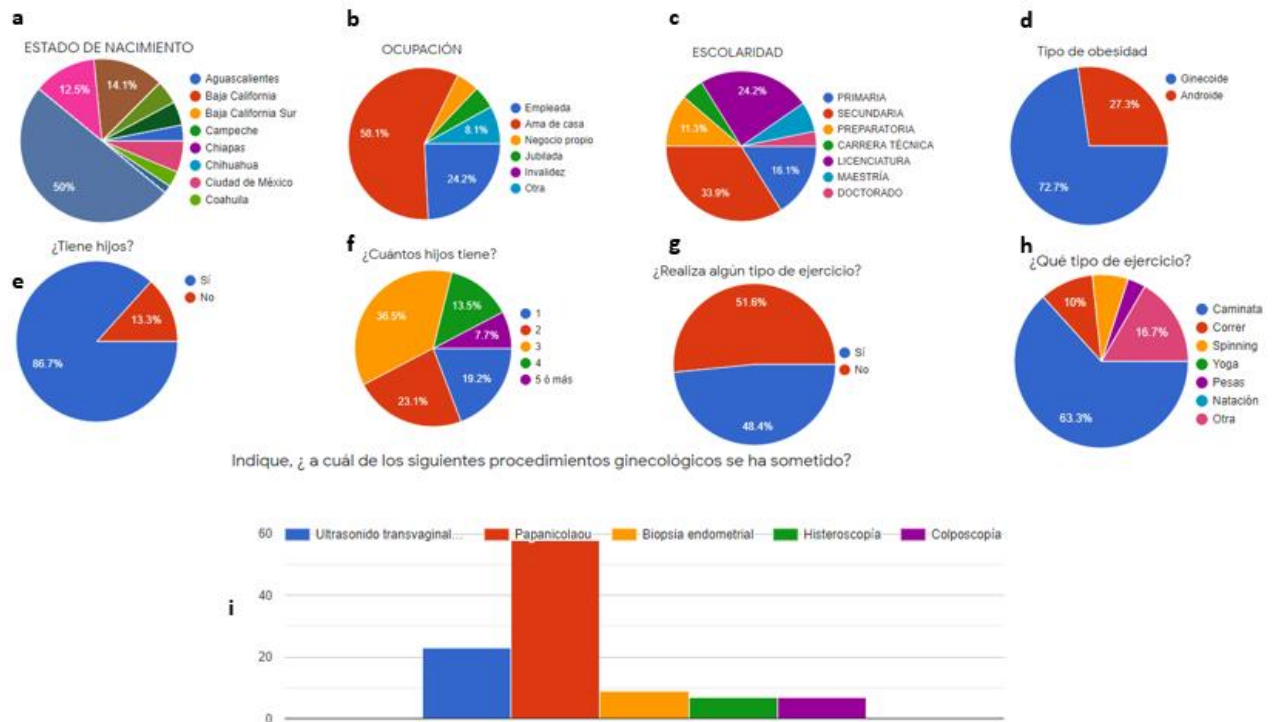 a
ESTADO DE NACIMIENTO
12.5%
14.1%
50%
Aguascalientes
Baja California
Baja California Sur
Campeche
Chiapas
Chihuahua
Ciudad de México
Coahuila
b
OCUPACIÓN
58.1%
8.1%
24.2%
Empleada
Ama de casa
Negocio propio
Jubilada
Invalidez
Otra
c
ESCOLARIDAD
24.2%
11.3%
16.1%
33.9%
PRIMARIA
SECUNDARIA
PREPARATORIA
CARRERA TÉCNICA
LICENCIATURA
MAESTRÍA
DOCTORADO
d
Tipo de obesidad
27.3%
72.7%
Ginecoide
Androide
e
¿Tiene hijos?
13.3%
86.7%
Sí
No
f
¿Cuántos hijos tiene?
36.5%
13.5%
7.7%
19.2%
23.1%
1
2
3
4
5 ó más
g
¿Realiza algún tipo de ejercicio?
51.6%
48.4%
Sí
No
h
¿Qué tipo de ejercicio?
10%
16.7%
63.3%
Caminata
Correr
Spinning
Yoga
Pesas
Natación
Otra
Indique, ¿ a cuál de los siguientes procedimientos ginecológicos se ha sometido?
i
Ultrasonido transvaginal...
Papanicolaou
Biopsia endometrial
Histeroscopía
Colposcopía
60
40
20
0